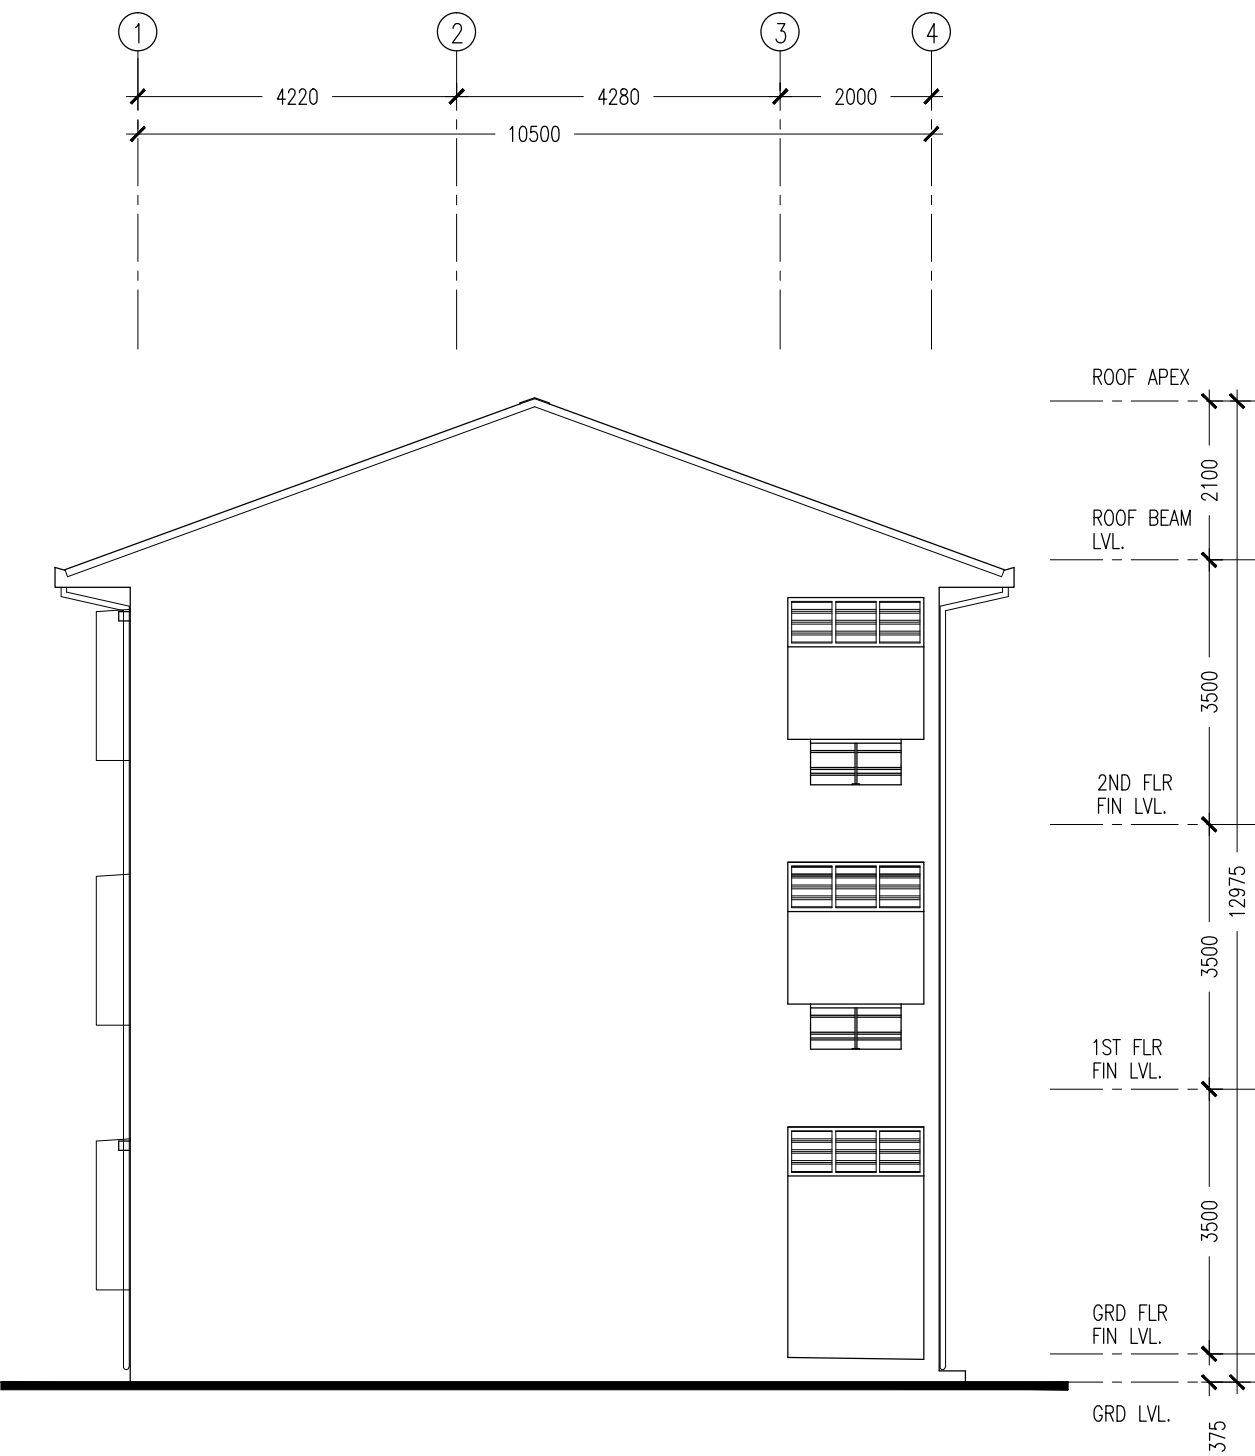 1 2 3 4
4220 4280 2000
10500
ROOF APEX
2100
ROOF BEAM
LVL.
3500
2ND FLR
FIN LVL.
12975
3500
1ST FLR
FIN LVL.
3500
GRD FLR
FIN LVL.
GRD LVL.
375